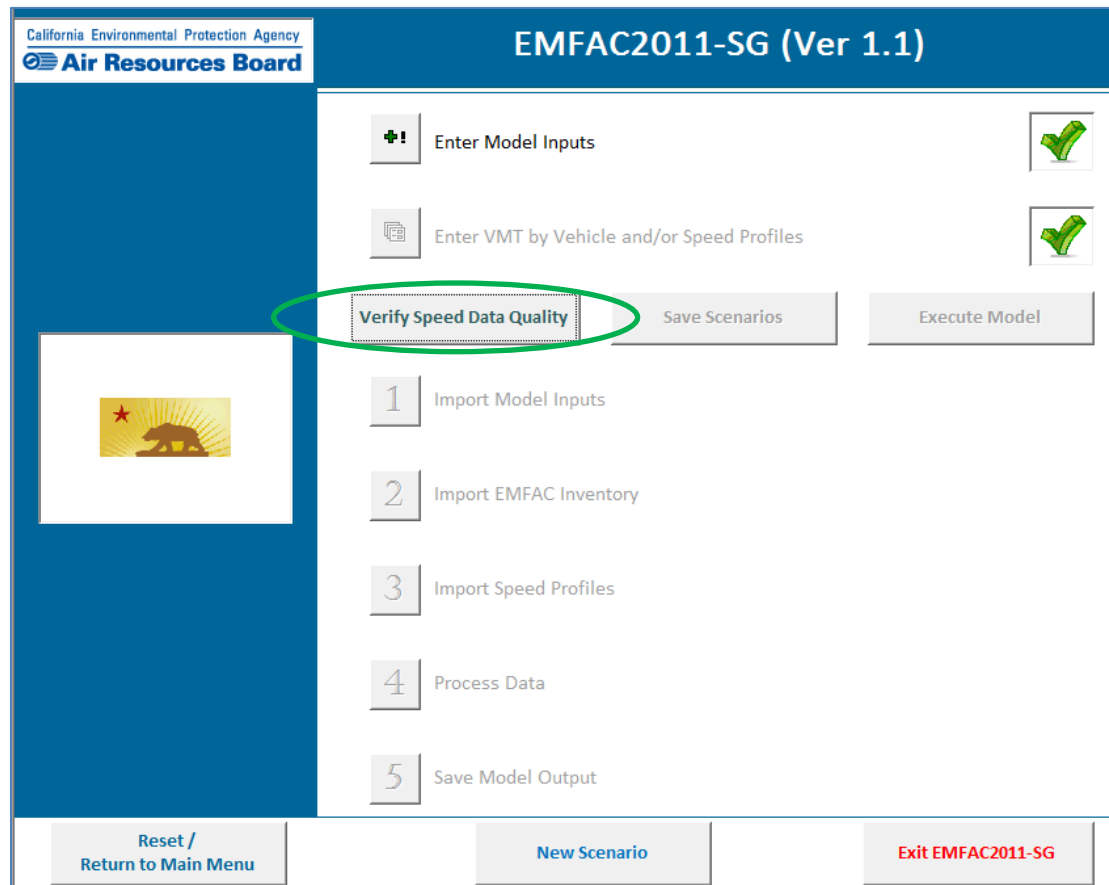 California Environmental Protection Agency
Air Resources Board
EMFAC2011-SG (Ver 1.1)
Enter Model Inputs
Enter VMT by Vehicle and/or Speed Profiles
Verify Speed Data Quality
Save Scenarios
Execute Model
1 Import Model Inputs
2 Import EMFAC Inventory
3 Import Speed Profiles
4 Process Data
5 Save Model Output
Reset /
Return to Main Menu
New Scenario
Exit EMFAC2011-SG